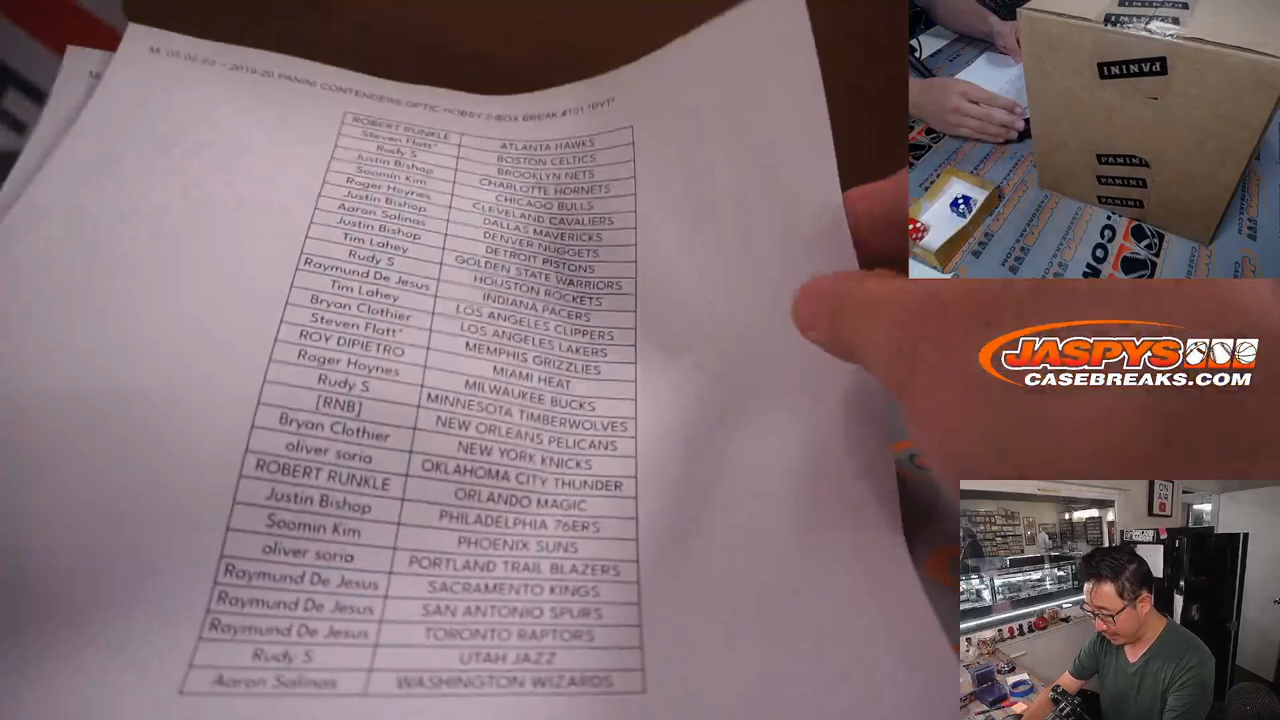 2019-20 PANINI CONTENDERS OPTIC HOBBY BREAK #101
ROBERT RUNKLE ATLANTA HAWKS
Steven Flatt* BOSTON CELTICS
Rudy S BROOKLYN NETS
Justin Bishop CHARLOTTE HORNETS
Soomin Kim CHICAGO BULLS
Roger Hoynes CLEVELAND CAVALIERS
Justin Bishop DALLAS MAVERICKS
Aaron Salinas DENVER NUGGETS
Justin Bishop DETROIT PISTONS
Tim Lahey GOLDEN STATE WARRIORS
Rudy S HOUSTON ROCKETS
Raymund De Jesus INDIANA PACERS
Tim Lahey LOS ANGELES CLIPPERS
Bryan Clothier LOS ANGELES LAKERS
Steven Flatt* MEMPHIS GRIZZLIES
ROY DIPIETRO MIAMI HEAT
Roger Hoynes MILWAUKEE BUCKS
Rudy S MINNESOTA TIMBERWOLVES
[RNB] NEW ORLEANS PELICANS
Bryan Clothier NEW YORK KNICKS
oliver soria OKLAHOMA CITY THUNDER
ROBERT RUNKLE ORLANDO MAGIC
Justin Bishop PHILADELPHIA 76ERS
Soomin Kim PHOENIX SUNS
oliver soria PORTLAND TRAIL BLAZERS
Raymund De Jesus SACRAMENTO KINGS
Raymund De Jesus SAN ANTONIO SPURS
Raymund De Jesus TORONTO RAPTORS
Rudy S UTAH JAZZ
Aaron Salinas WASHINGTON WIZARDS
PANINI
PANINI
PANINI
PANINI
PANINI
CASEBREAKS.COM
.COM
JASPYS
CASEBREAKS.COM
ON
AIR